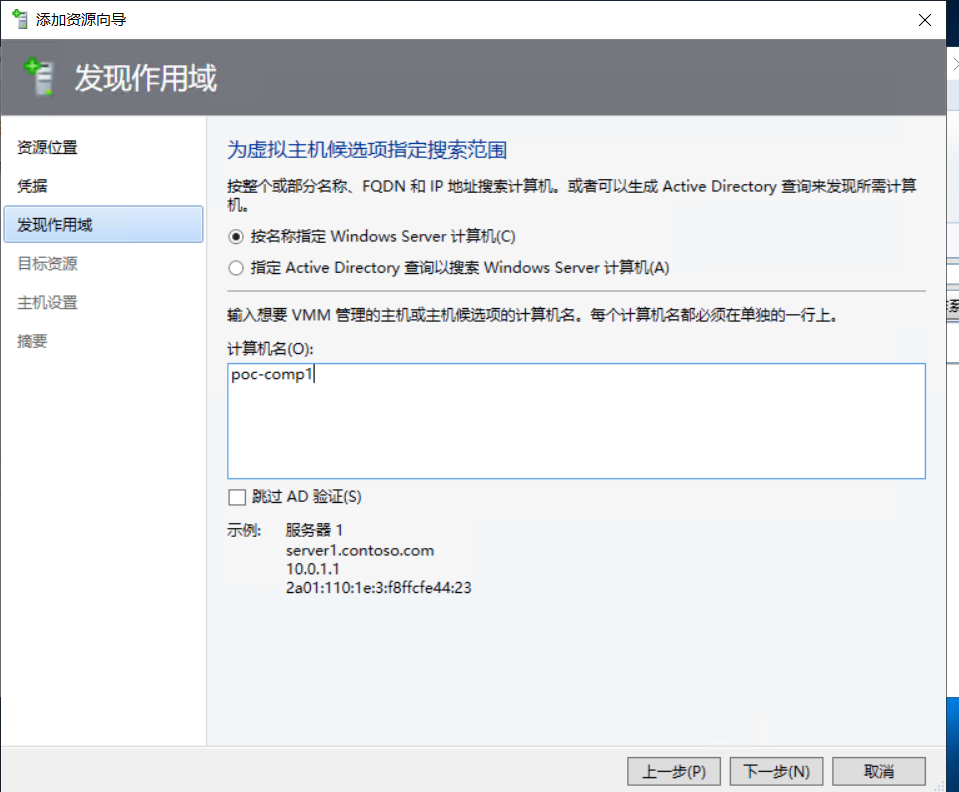 添加资源向导
发现作用域
资源位置
凭据
发现作用域
目标资源
主机设置
摘要
为虚拟主机候选项指定搜索范围
按整个或部分名称、FQDN 和 IP 地址搜索计算机。或者可以生成 Active Directory 查询来发现所需计算
机。
按名称指定 Windows Server 计算机(C)
指定 Active Directory 查询以搜索 Windows Server 计算机(A)
输入想要 VMM 管理的主机或主机候选项的计算机名。每个计算机名都必须在单独的一行上。
计算机名(O):
poc-comp1
跳过 AD 验证(S)
示例: 服务器 1
server1.contoso.com
10.0.1.1
2a01:110:1e:3:f8ffcfe44:23
上一步(P) 下一步(N) 取消